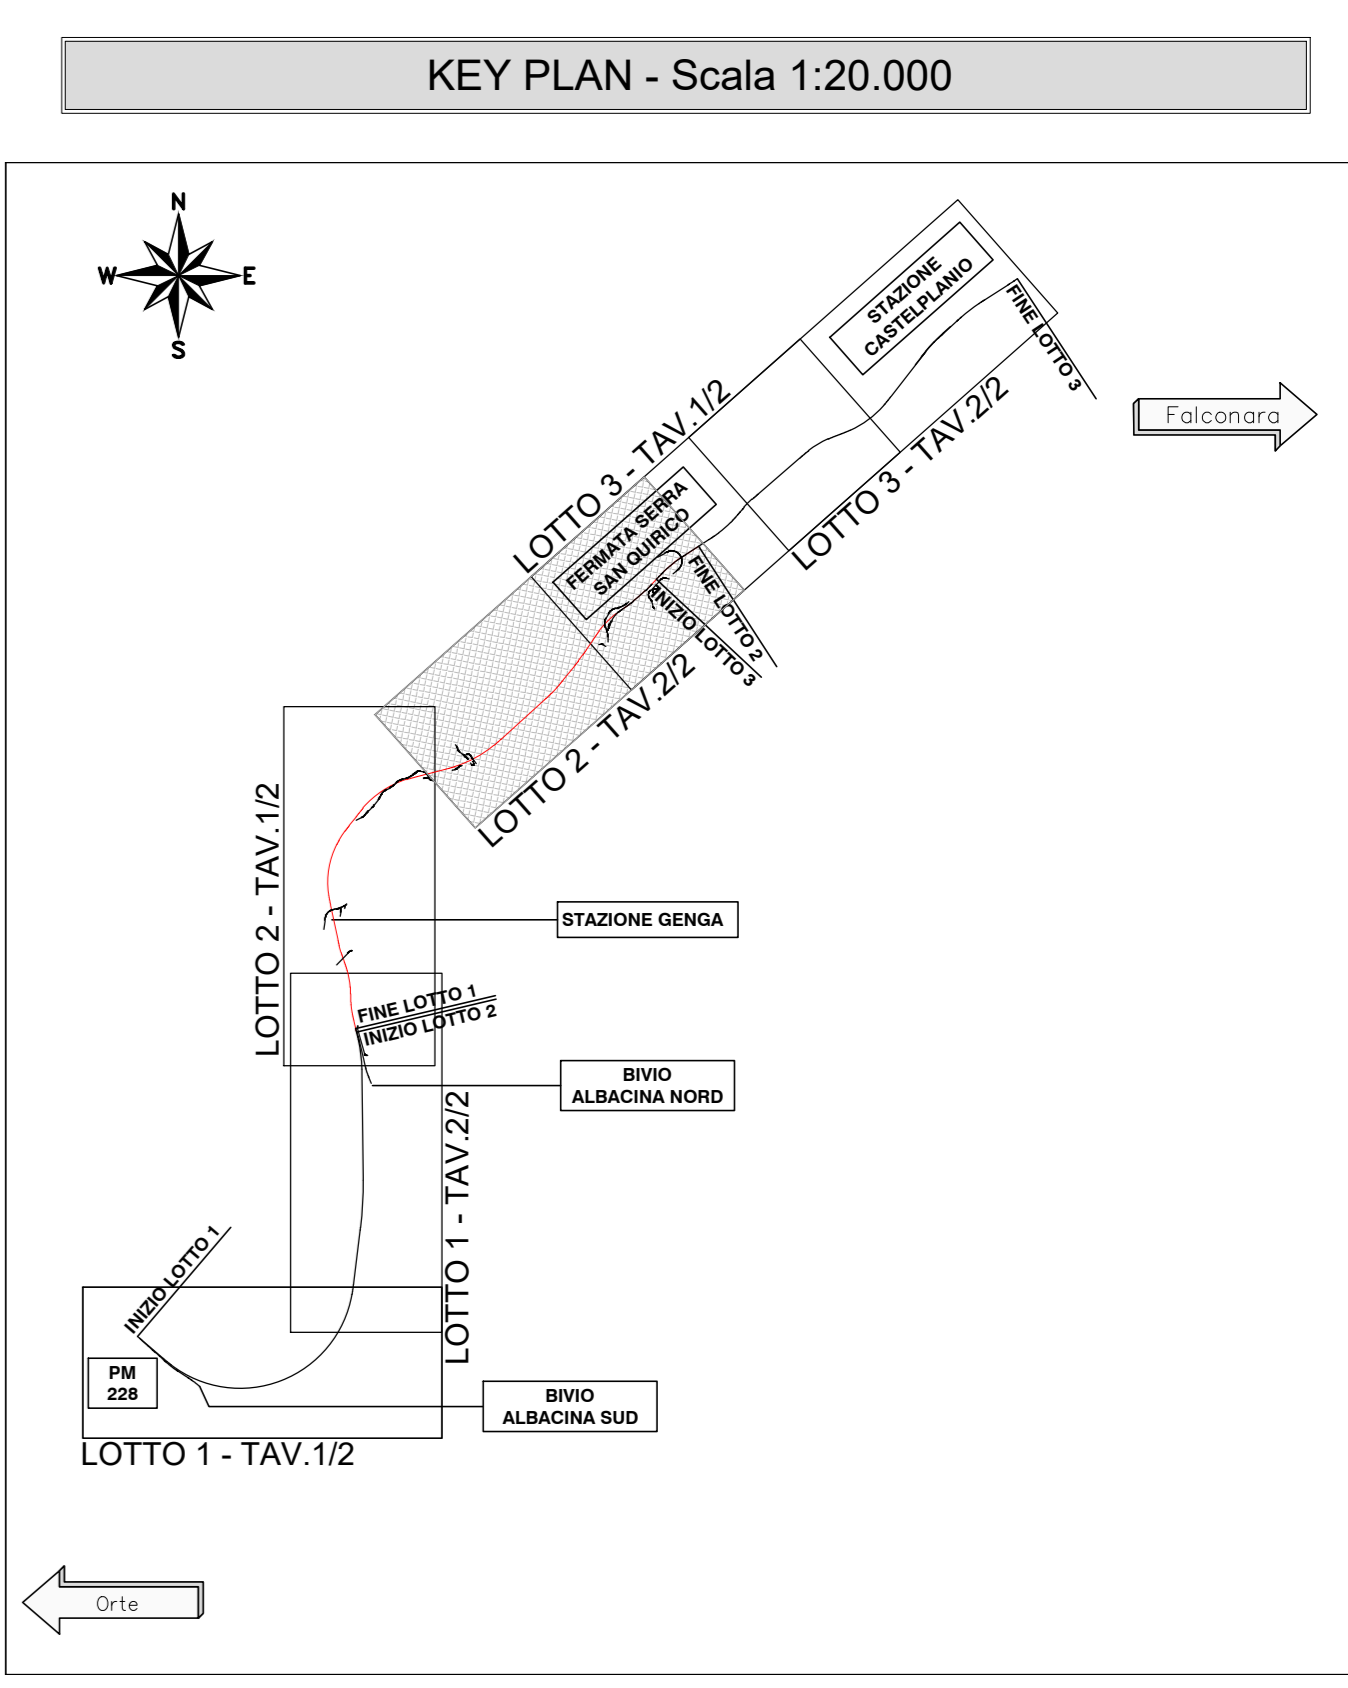 KEY PLAN - Scala 1:20.000
N
W
E
S
STAZIONE
CASTELPLANIO
FINE LOTTO 3
Falconara
LOTTO 3 - TAV.1/2
LOTTO 3 - TAV.2/2
FERMATA SERRA
SAN QUIRICO
FINE LOTTO 2
INIZIO LOTTO 3
LOTTO 2 - TAV.2/2
LOTTO 2 - TAV.1/2
STAZIONE GENGA
FINE LOTTO 1
INIZIO LOTTO 2
BIVIO
ALBACINA NORD
LOTTO 1 - TAV.2/2
INIZIO LOTTO 1
PM
228
BIVIO
ALBACINA SUD
LOTTO 1 - TAV.1/2
Orte